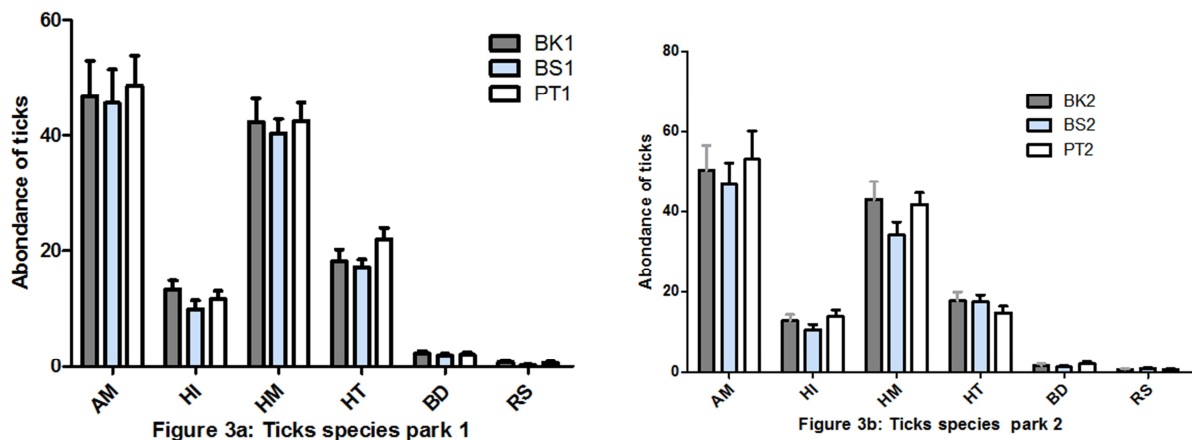 60
40
20
0
Abondance of ticks
BK1
BS1
PT1
AM
HI
HM
HT
BD
RS
Figure 3a: Ticks species park 1
80
60
40
20
0
Abondance of ticks
BK2
BS2
PT2
AM
HI
HM
HT
BD
RS
Figure 3b: Ticks species park 2